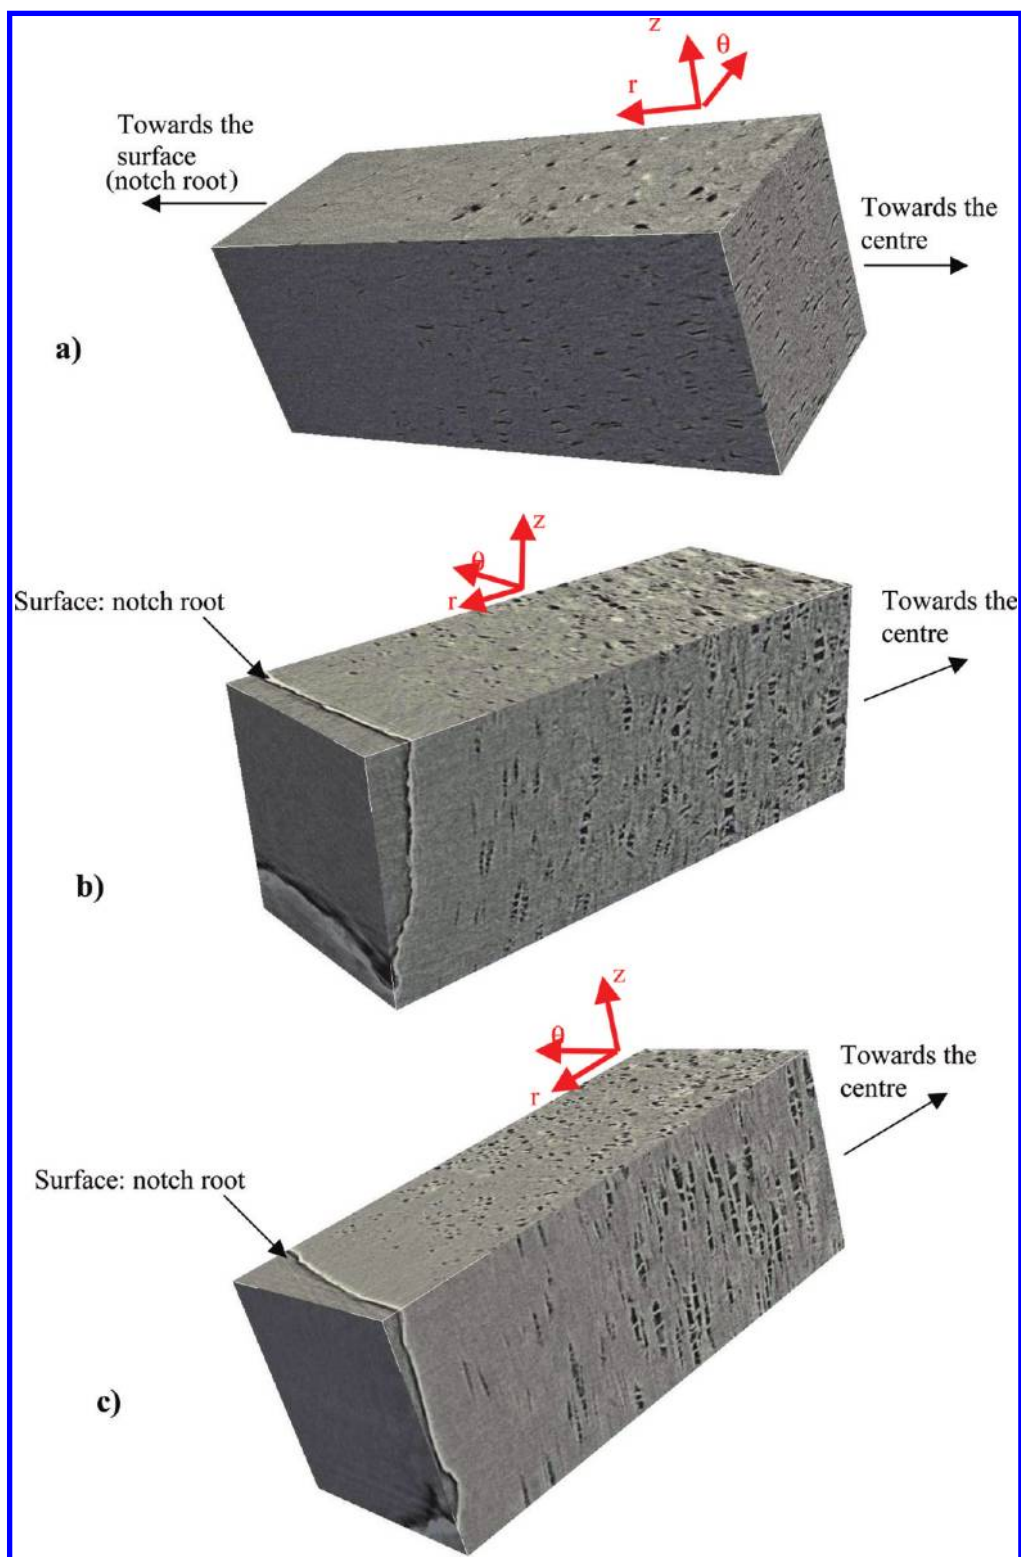 z
θ
r
Towards the
surface
(notch root)
Towards the
centre
a)
z
θ
r
Surface: notch root
Towards the
centre
b)
z
θ
r
Towards the
centre
Surface: notch root
c)